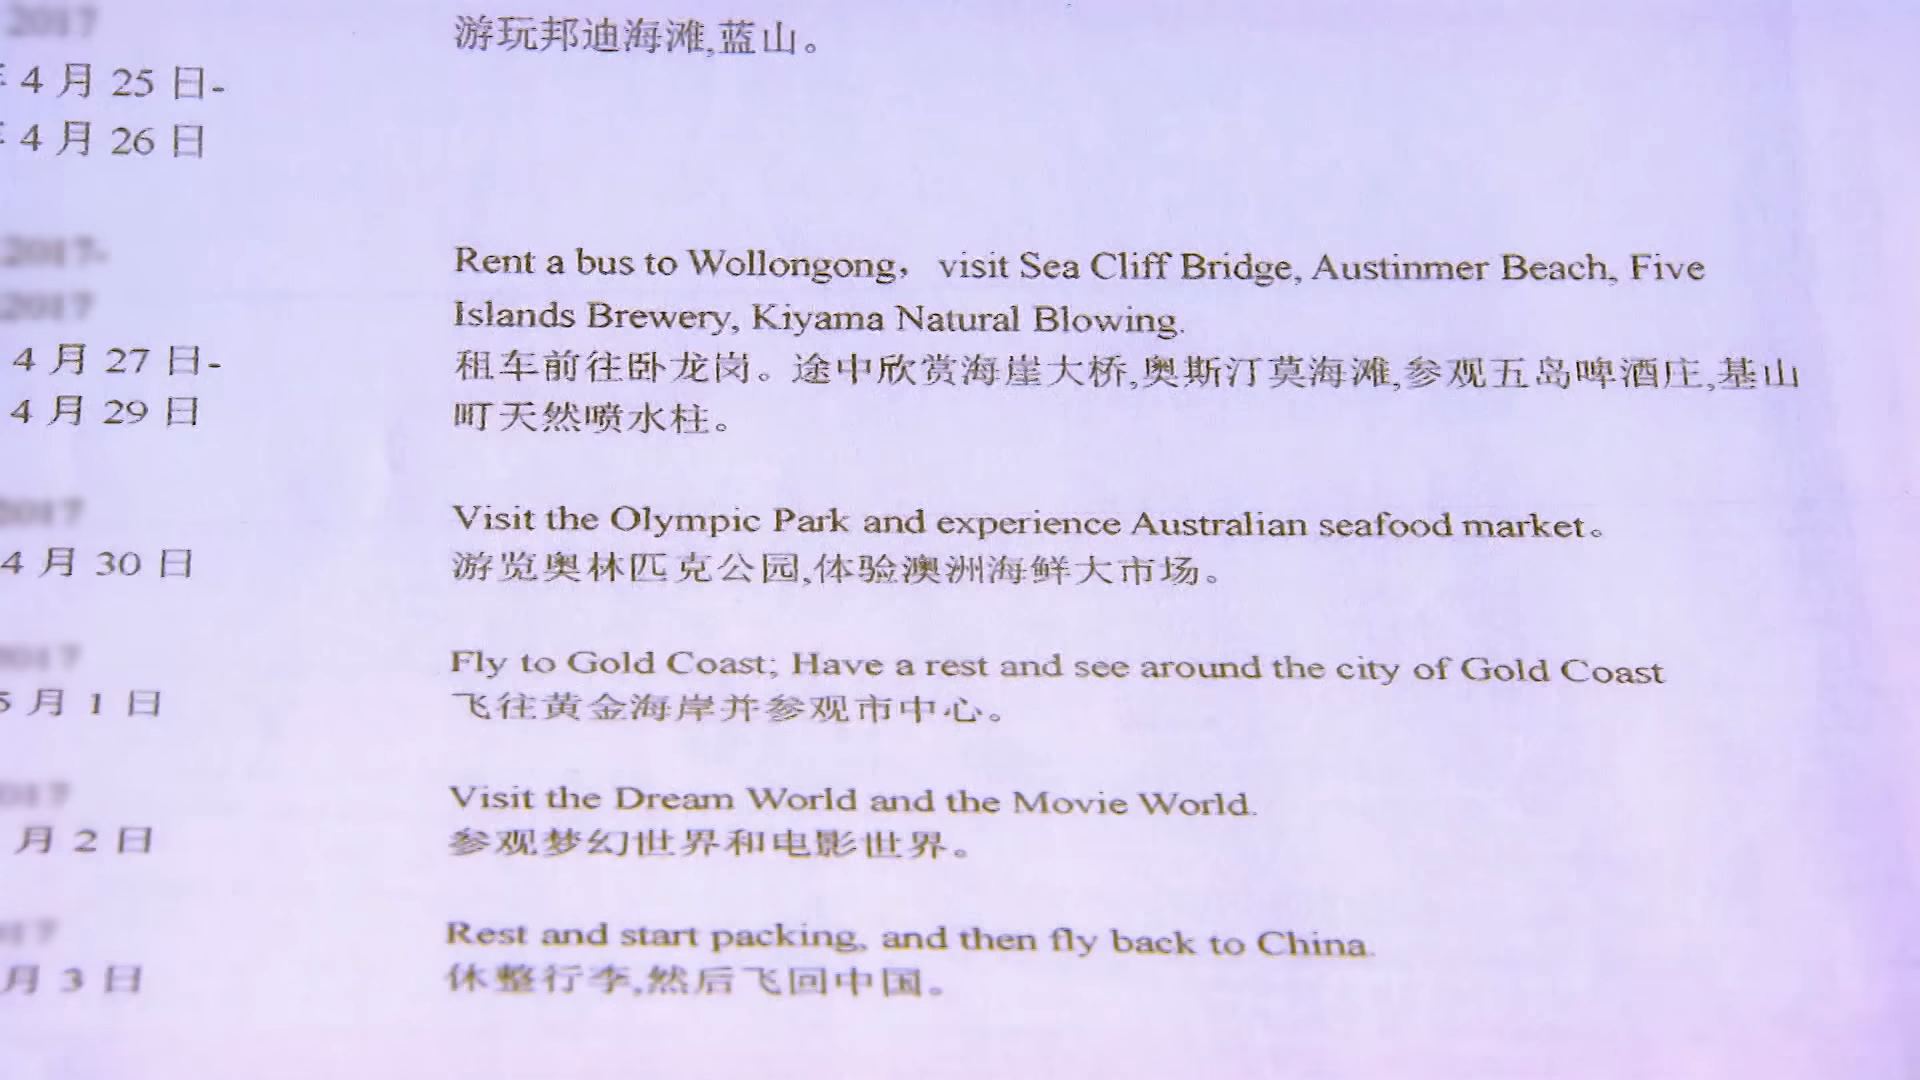 2017
游玩邦迪海滩,蓝山。
4 月 25 日-
4 月 26 日
2017-
Rent a bus to Wollongong， visit Sea Cliff Bridge, Austinmer Beach, Five
2017
Islands Brewery, Kiyama Natural Blowing.
4 月 27 日-
租车前往卧龙岗。途中欣赏海崖大桥,奥斯汀莫海滩,参观五岛啤酒庄,基山
4 月 29 日
町天然喷水柱。
2017
Visit the Olympic Park and experience Australian seafood market。
4 月 30 日
游览奥林匹克公园,体验澳洲海鲜大市场。
2017
Fly to Gold Coast; Have a rest and see around the city of Gold Coast
5 月 1 日
飞往黄金海岸并参观市中心。
Visit the Dream World and the Movie World.
月 2 日
参观梦幻世界和电影世界。
Rest and start packing, and then fly back to China.
月 3 日
休整行李,然后飞回中国。